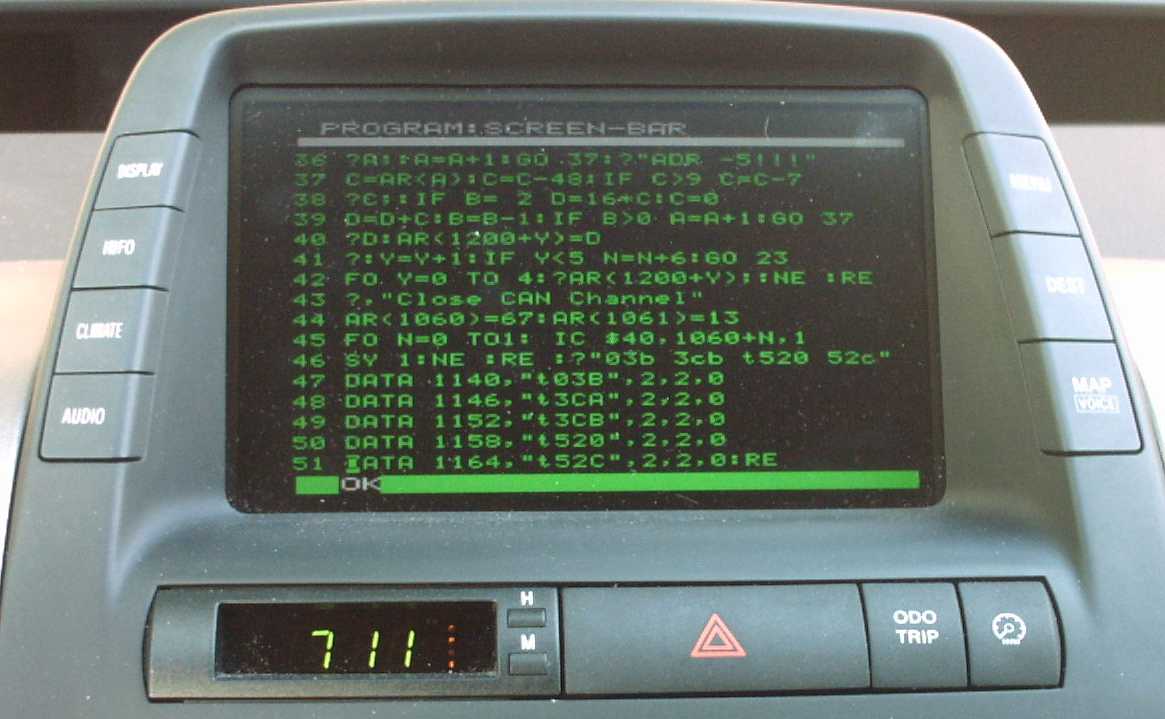 PROGRAM:SCREEN-BAR
36 ?A::A=A+1:GO 37:?"ADR -5!!!"
37 C=AR(A):C=C-48:IF C>9 C=C-7
38 ?C::IF B= 2 D=16*C:C=0
39 D=D+C:B=B-1:IF B>0 A=A+1:GO 37
40 ?D:AR(1200+Y)=D
41 ?:Y=Y+1:IF Y<5 N=N+6:GO 23
42 FO Y=0 TO 4:?AR(1200+Y);:NE :RE
43 ?,"Close CAN Channel"
44 AR(1060)=67:AR(1061)=13
45 FO N=0 TO1: IC $40,1060+N,1
46 SY 1:NE :RE :?"03b 3cb t520 52c"
47 DATA 1140,"t03B",2,2,0
48 DATA 1146,"t3CA",2,2,0
49 DATA 1152,"t3CB",2,2,0
50 DATA 1158,"t520",2,2,0
51 DATA 1164,"t52C",2,2,0:RE
OK
DISPLAY
INFO
CLIMATE
AUDIO
MENU
DEST
MAP
VOICE
711
H
M
ODO
TRIP